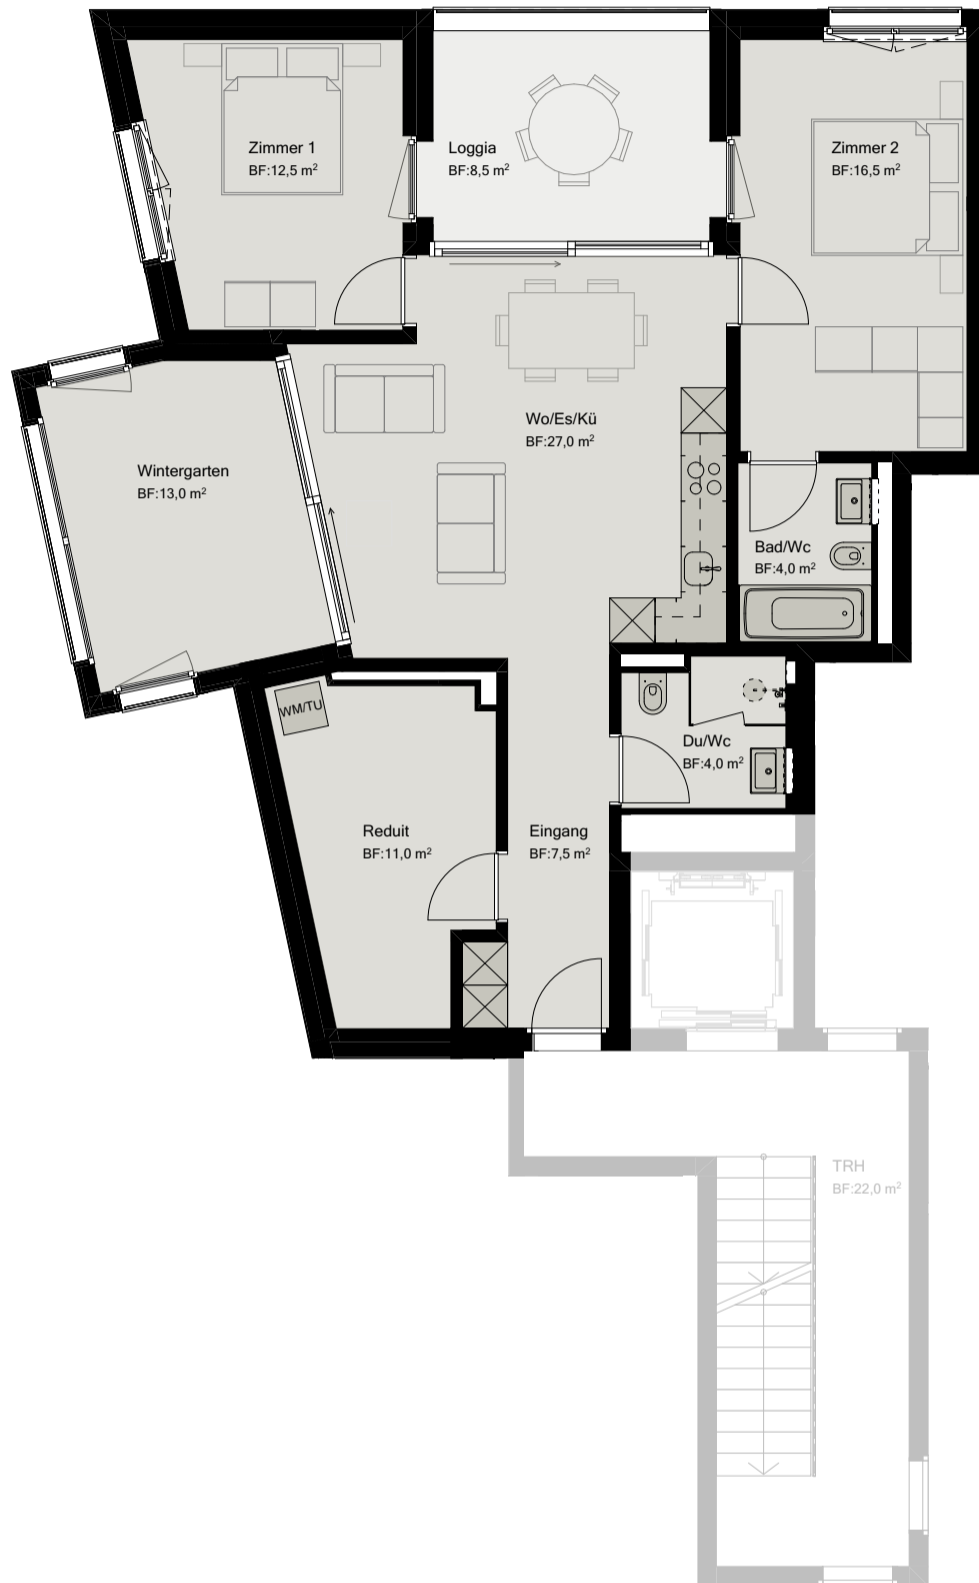 Zimmer 1
BF:12,5 m²
Loggia
BF:8,5 m²
Zimmer 2
BF:16,5 m²
Wo/Es/Kü
BF:27,0 m²
Wintergarten
BF:13,0 m²
Bad/Wc
BF:4,0 m²
WM/TU
Du/Wc
BF:4,0 m²
Reduit
BF:11,0 m²
Eingang
BF:7,5 m²
TRH
BF:22,0 m²